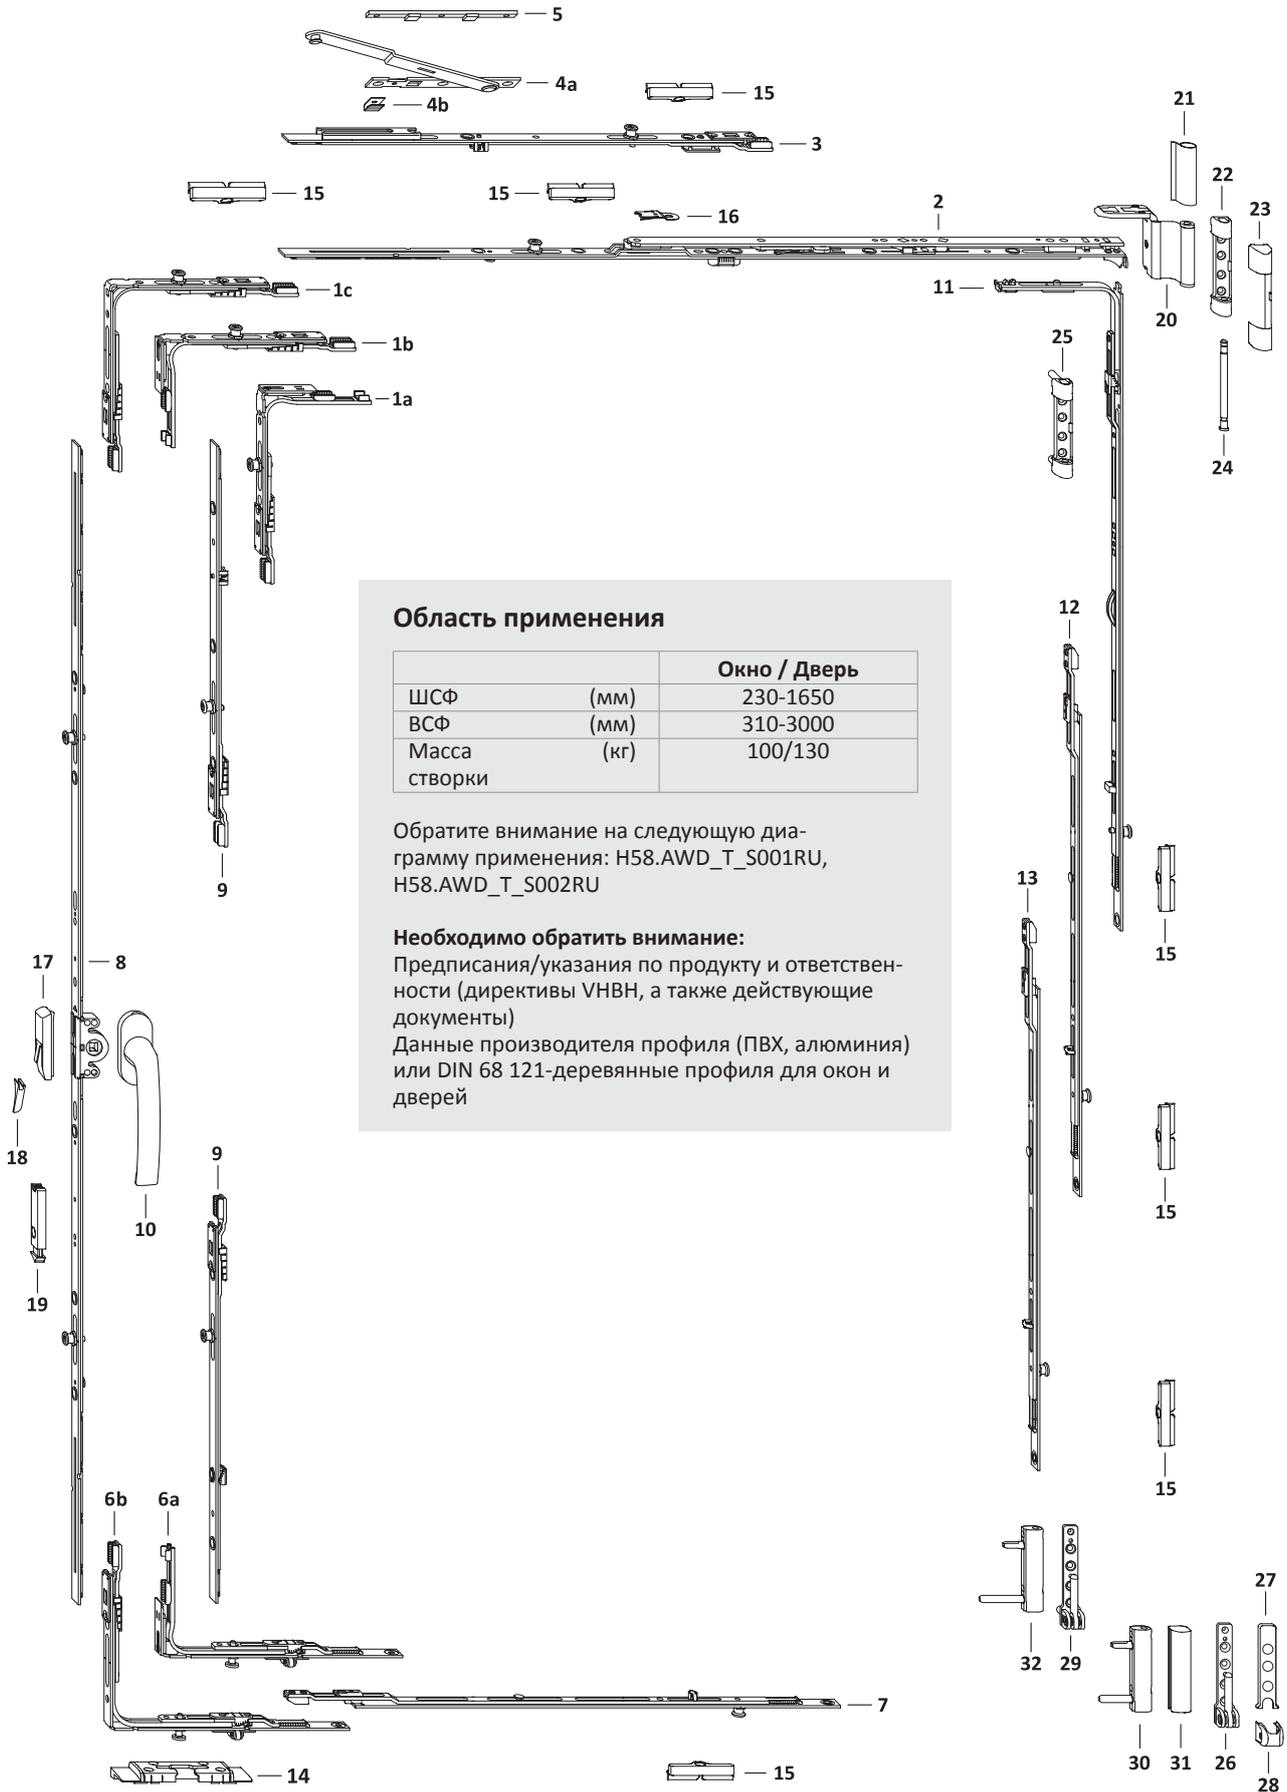 5
4a
4b
15
3
21
15
15
22
16
2
23
1c
11
20
1b
25
1a
24
Область применения
Окно / Дверь
ШСФ (мм) 230-1650
ВСФ (мм) 310-3000
Масса (кг) 100/130
створки
Обратите внимание на следующую диа-
грамму применения: H58.AWD_T_S001RU,
H58.AWD_T_S002RU
Необходимо обратить внимание:
Предписания/указания по продукту и ответствен-
ности (директивы VHBH, а также действующие
документы)
Данные производителя профиля (ПВХ, алюминия)
или DIN 68 121-деревянные профиля для окон и
дверей
12
9
13
15
17
8
18
9
10
15
19
15
6b
6a
27
32
29
7
30
31
26
28
14
15